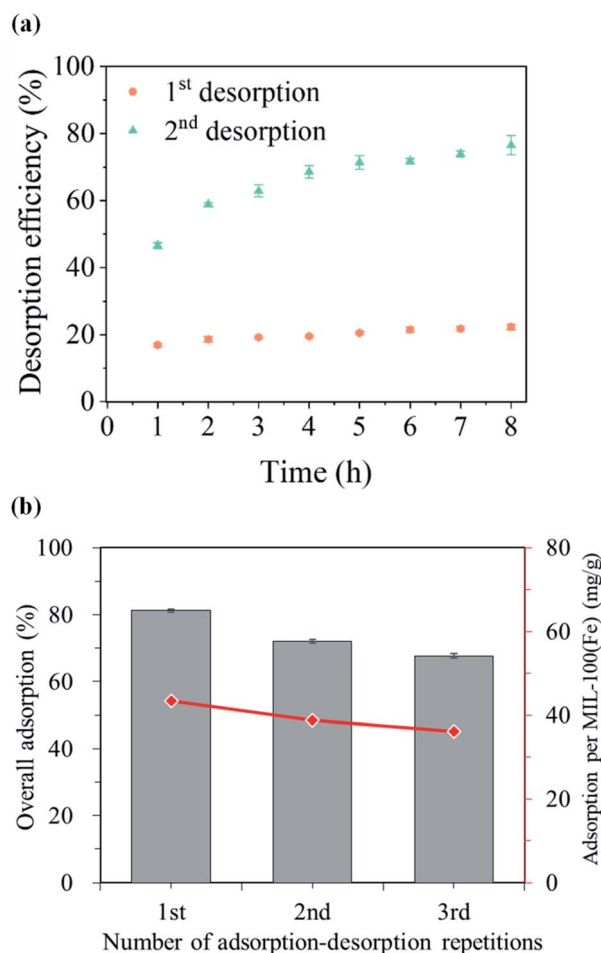 (a)
100
80
60
40
20
0
Desorption efficiency (%)
1st desorption
2nd desorption
0 1 2 3 4 5 6 7 8
Time (h)
(b)
100
80
60
40
20
0
Overall adsorption (%)
80
60
40
20
0
Adsorption per MIL-100(Fe) (mg/g)
1st 2nd 3rd
Number of adsorption-desorption repetitions